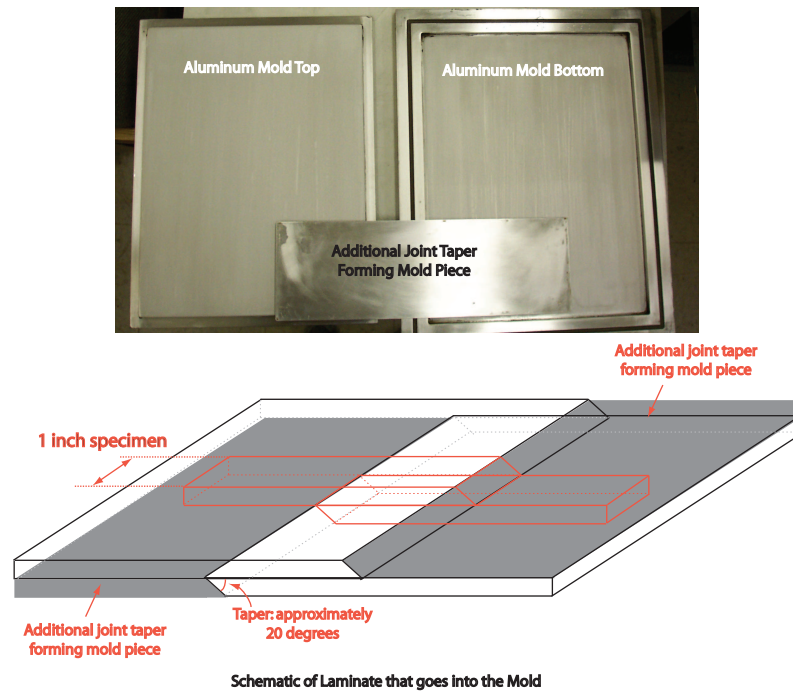 Aluminum Mold Top
Aluminum Mold Bottom
Additional Joint Taper
Forming Mold Piece
Additional joint taper
forming mold piece
1 inch specimen
Taper: approximately
20 degrees
Additional joint taper
forming mold piece
Schematic of Laminate that goes into the Mold